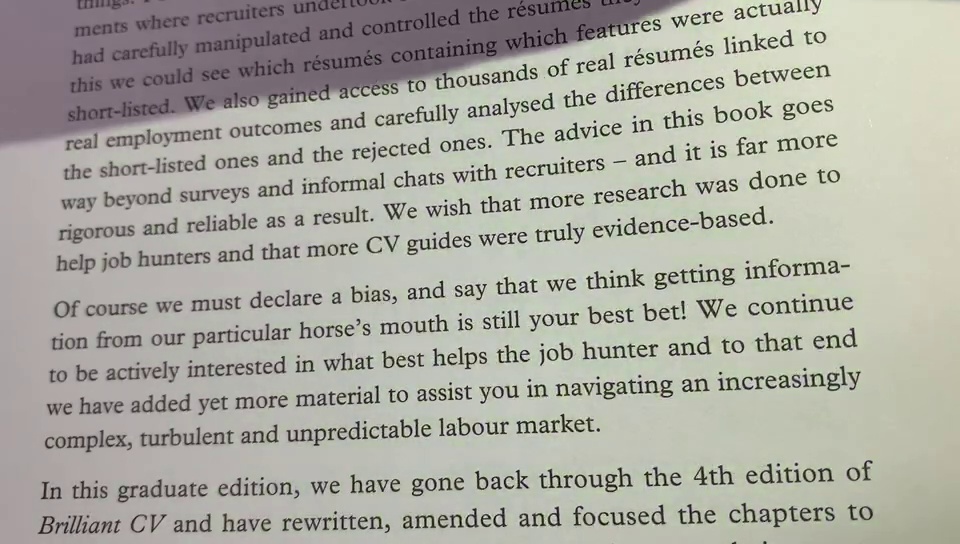 things.
ments where recruiters undertook
had carefully manipulated and controlled the résumés they
this we could see which résumés containing which features were actually
short-listed. We also gained access to thousands of real résumés linked to
real employment outcomes and carefully analysed the differences between
the short-listed ones and the rejected ones. The advice in this book goes
way beyond surveys and informal chats with recruiters – and it is far more
rigorous and reliable as a result. We wish that more research was done to
help job hunters and that more CV guides were truly evidence-based.
Of course we must declare a bias, and say that we think getting informa-
tion from our particular horse's mouth is still your best bet! We continue
to be actively interested in what best helps the job hunter and to that end
we have added yet more material to assist you in navigating an increasingly
complex, turbulent and unpredictable labour market.
In this graduate edition, we have gone back through the 4th edition of
Brilliant CV and have rewritten, amended and focused the chapters to